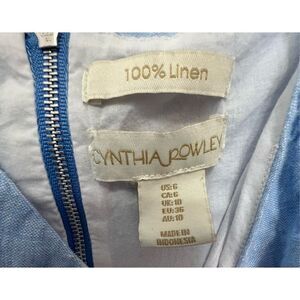 100% Linen
CYNTHIA ROWLEY
US:6
CA:6
UK:10
EU:36
AU:10
MADE IN
INDONESIA